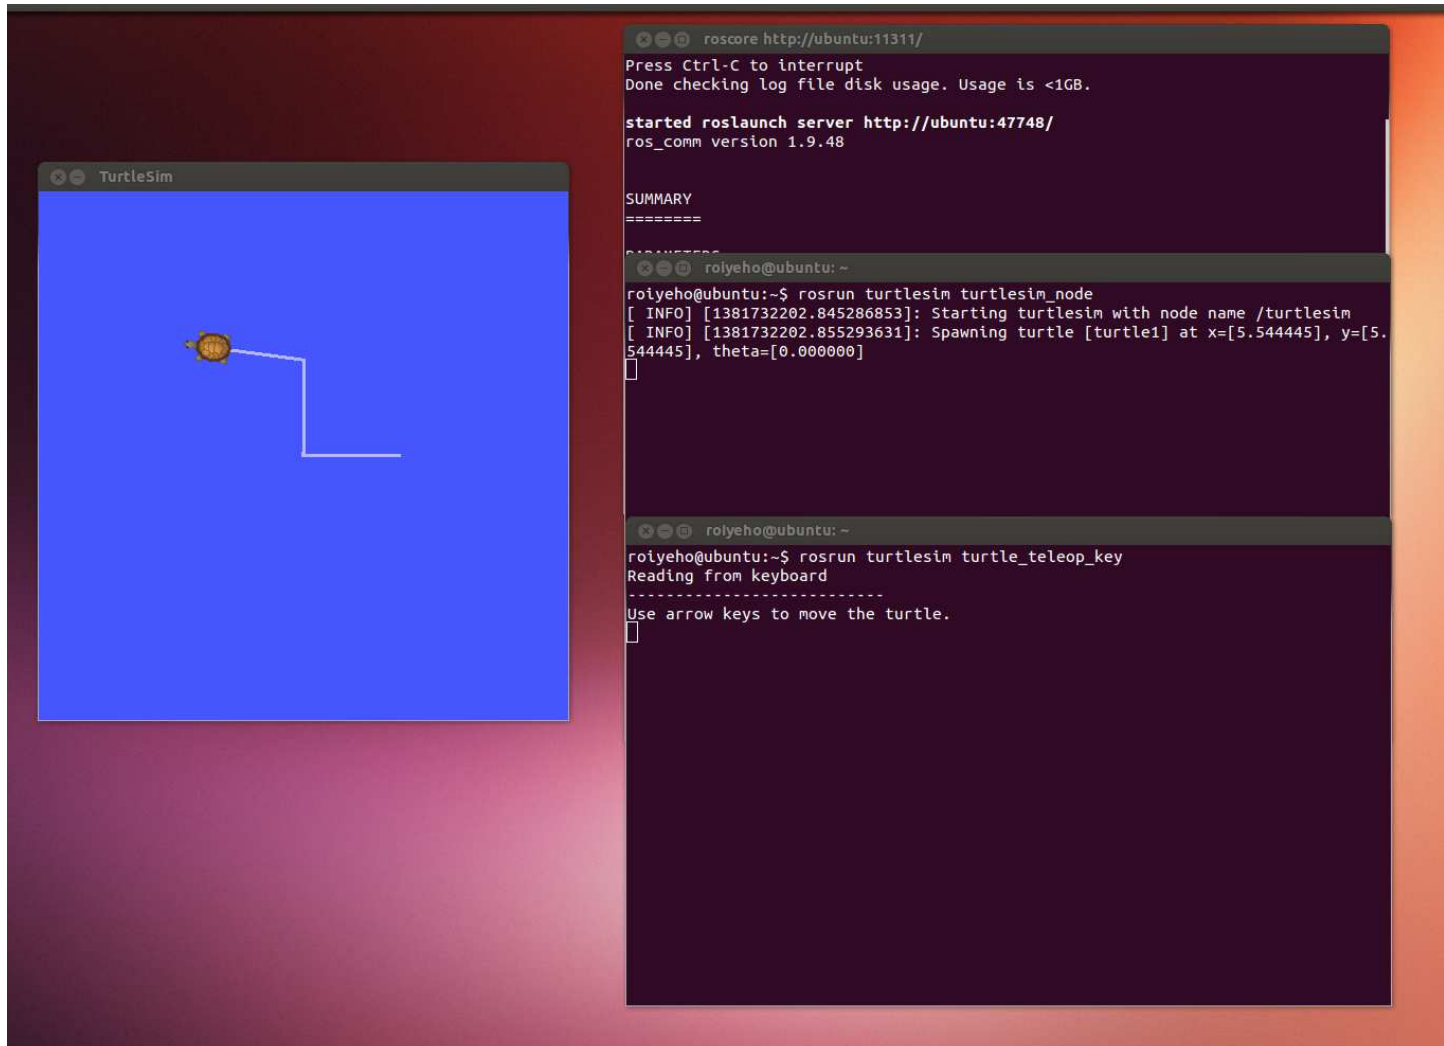 TurtleSim
roscore http://ubuntu:11311/
Press Ctrl-C to interrupt
Done checking log file disk usage. Usage is <1GB.
started roslaunch server http://ubuntu:47748/
ros_comm version 1.9.48
SUMMARY
========
PARAMETERS
roiyeho@ubuntu: ~
roiyeho@ubuntu:~$ rosrun turtlesim turtlesim_node
[ INFO] [1381732202.845286853]: Starting turtlesim with node name /turtlesim
[ INFO] [1381732202.855293631]: Spawning turtle [turtle1] at x=[5.544445], y=[5.
544445], theta=[0.000000]
roiyeho@ubuntu: ~
roiyeho@ubuntu:~$ rosrun turtlesim turtle_teleop_key
Reading from keyboard
---------------------------
Use arrow keys to move the turtle.